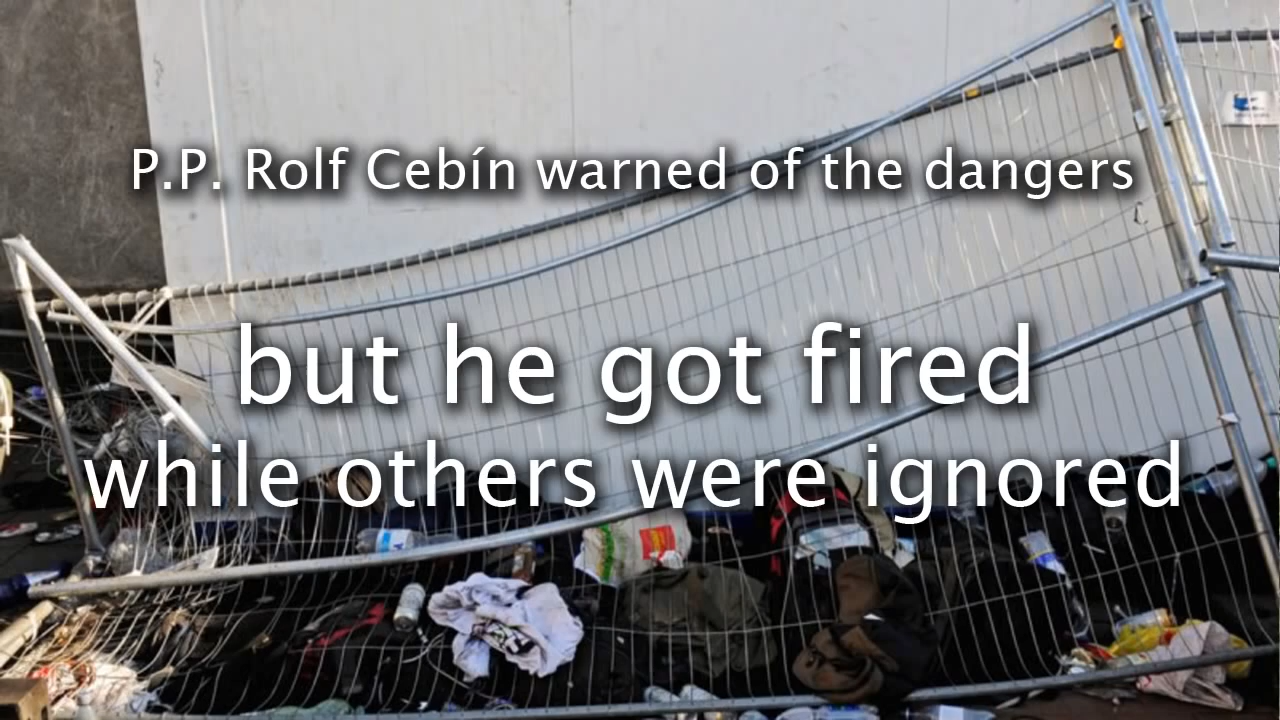 P.P. Rolf Cebín warned of the dangers
but he got fired
while others were ignored